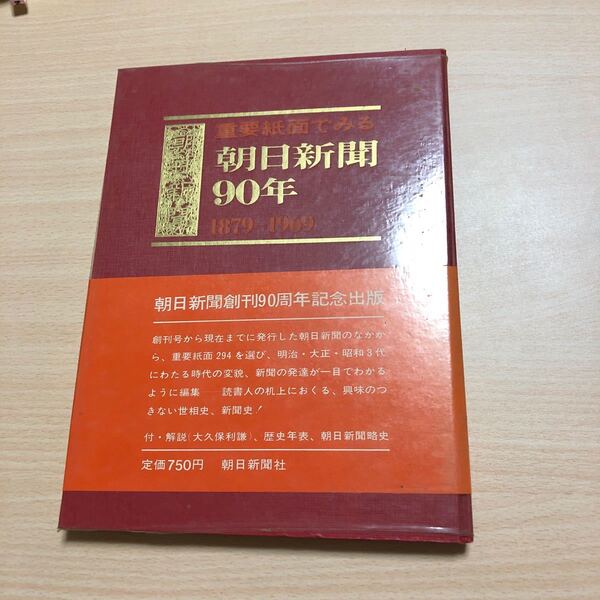 重要紙面でみる
朝日新聞
朝日新聞
90年
1879-1969
朝日新聞創刊90周年記念出版
創刊号から現在までに発行した朝日新聞のなかか
ら、重要紙面294を選び、明治・大正・昭和3代
にわたる時代の変貌、新聞の発達が一目でわかる
ように編集——読書人の机上におくる、興味のつ
きない世相史、新聞史!
付・解説(大久保利謙)、歴史年表、朝日新聞略史
定価750円 朝日新聞社